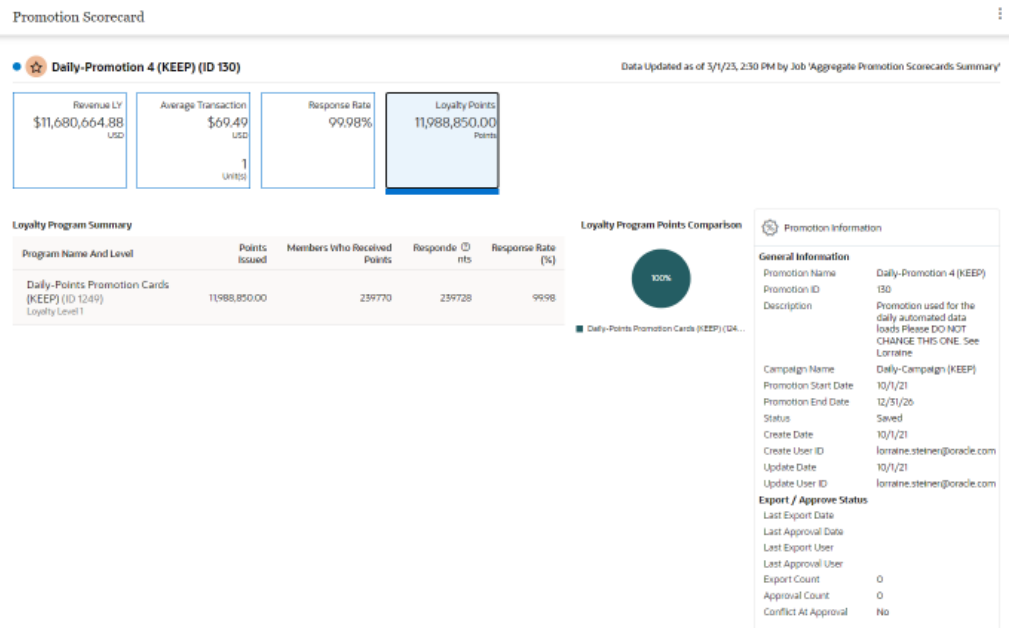 Promotion Scorecard
Daily-Promotion 4 (KEEP) (ID 130)
Data Updated as of 3/1/23, 2:30 PM by Job 'Aggregate Promotion Scorecards Summary'
Revenue LY
$11,680,664.88
USD
Average Transaction
$69.49
USD
1
Unit(s)
Response Rate
99.98%
Loyalty Points
11,988,850.00
Points
Loyalty Program Summary
Program Name And Level
Points
Issued
Members Who Received
Points
Responde
nts
Response Rate
(%)
Daily-Points Promotion Cards
(KEEP) (ID 1249)
Loyalty Level 1
11,988,850.00
239770
239728
99.98
Loyalty Program Points Comparison
100%
Daily-Points Promotion Cards (KEEP) (124...
Promotion Information
General Information
Promotion Name Daily-Promotion 4 (KEEP)
Promotion ID 130
Description Promotion used for the
daily automated data
loads Please DO NOT
CHANGE THIS ONE. See
Lorraine
Campaign Name Daily-Campaign (KEEP)
Promotion Start Date 10/1/21
Promotion End Date 12/31/26
Status Saved
Create Date 10/1/21
Create User ID lorraine.steiner@oracle.com
Update Date 10/1/21
Update User ID lorraine.steiner@oracle.com
Export / Approve Status
Last Export Date
Last Approval Date
Last Export User
Last Approval User
Export Count 0
Approval Count 0
Conflict At Approval No